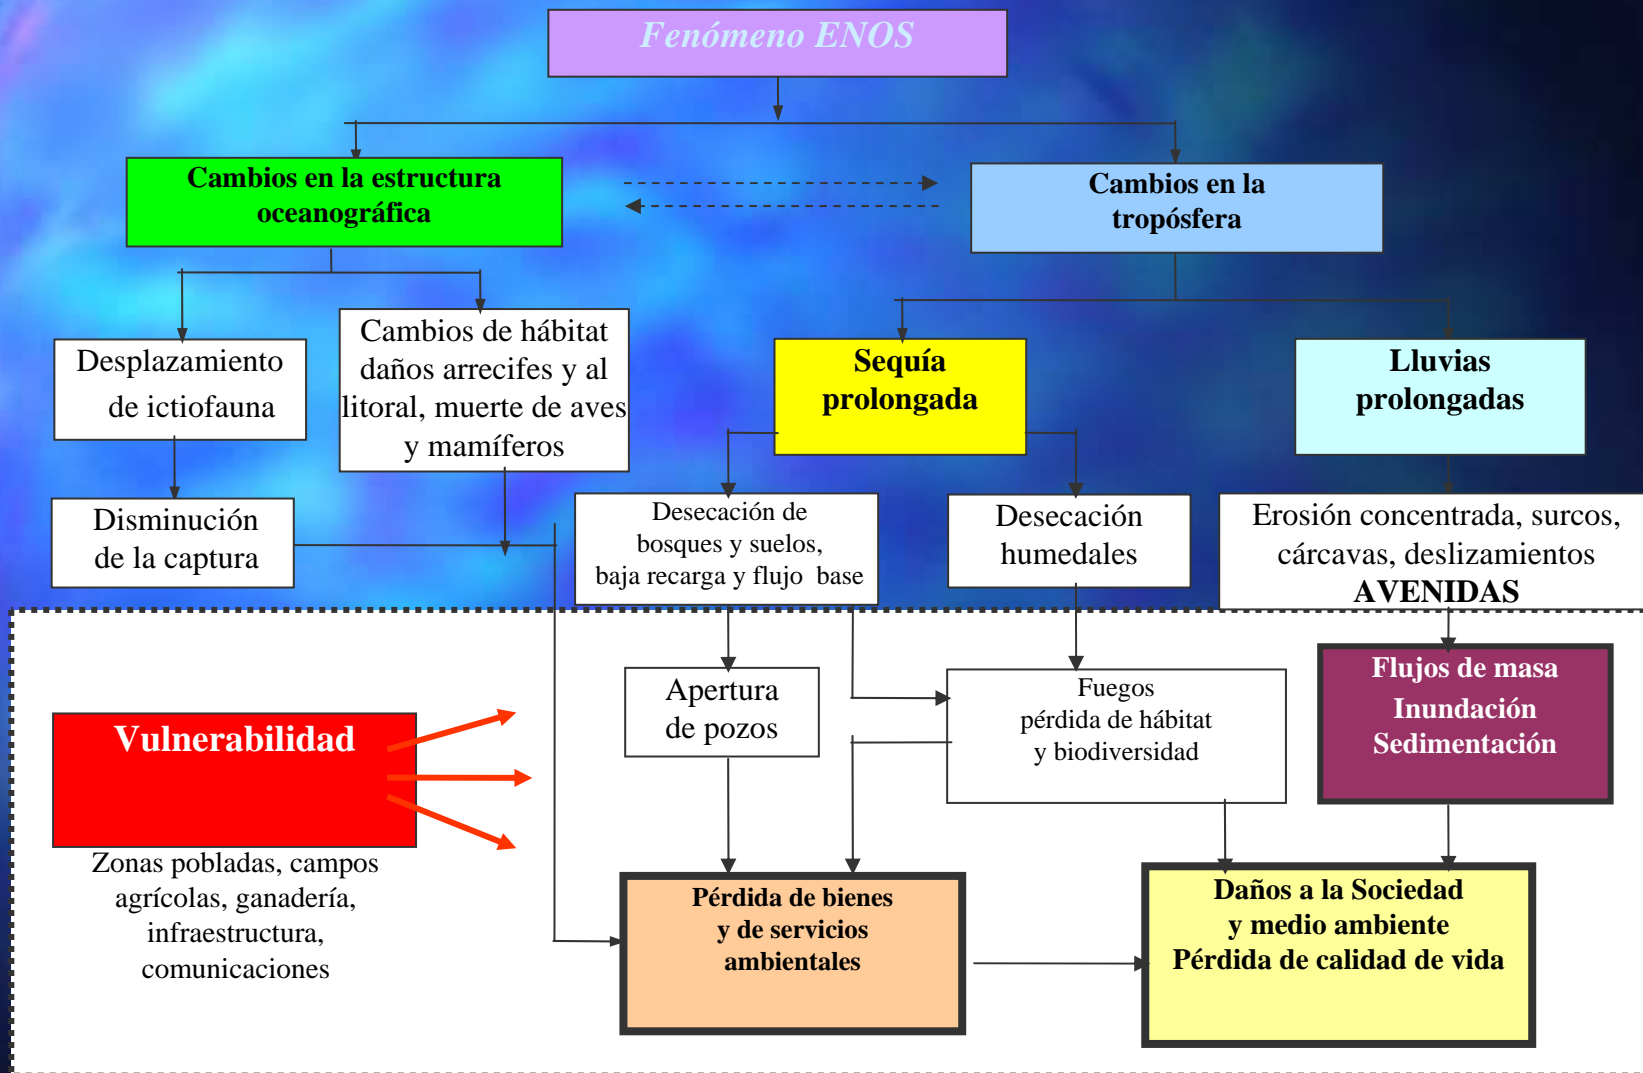 Fenómeno ENOS
Cambios en la estructura
oceanográfica
Cambios en la
tropósfera
Desplazamiento
de ictiofauna
Cambios de hábitat
daños arrecifes y al
litoral, muerte de aves
y mamíferos
Sequía
prolongada
Lluvias
prolongadas
Disminución
de la captura
Desecación de
bosques y suelos,
baja recarga y flujo base
Desecación
humedales
Erosión concentrada, surcos,
cárcavas, deslizamientos
AVENIDAS
Vulnerabilidad
Zonas pobladas, campos
agrícolas, ganadería,
infraestructura,
comunicaciones
Apertura
de pozos
Fuegos
pérdida de hábitat
y biodiversidad
Flujos de masa
Inundación
Sedimentación
Pérdida de bienes
y de servicios
ambientales
Daños a la Sociedad
y medio ambiente
Pérdida de calidad de vida